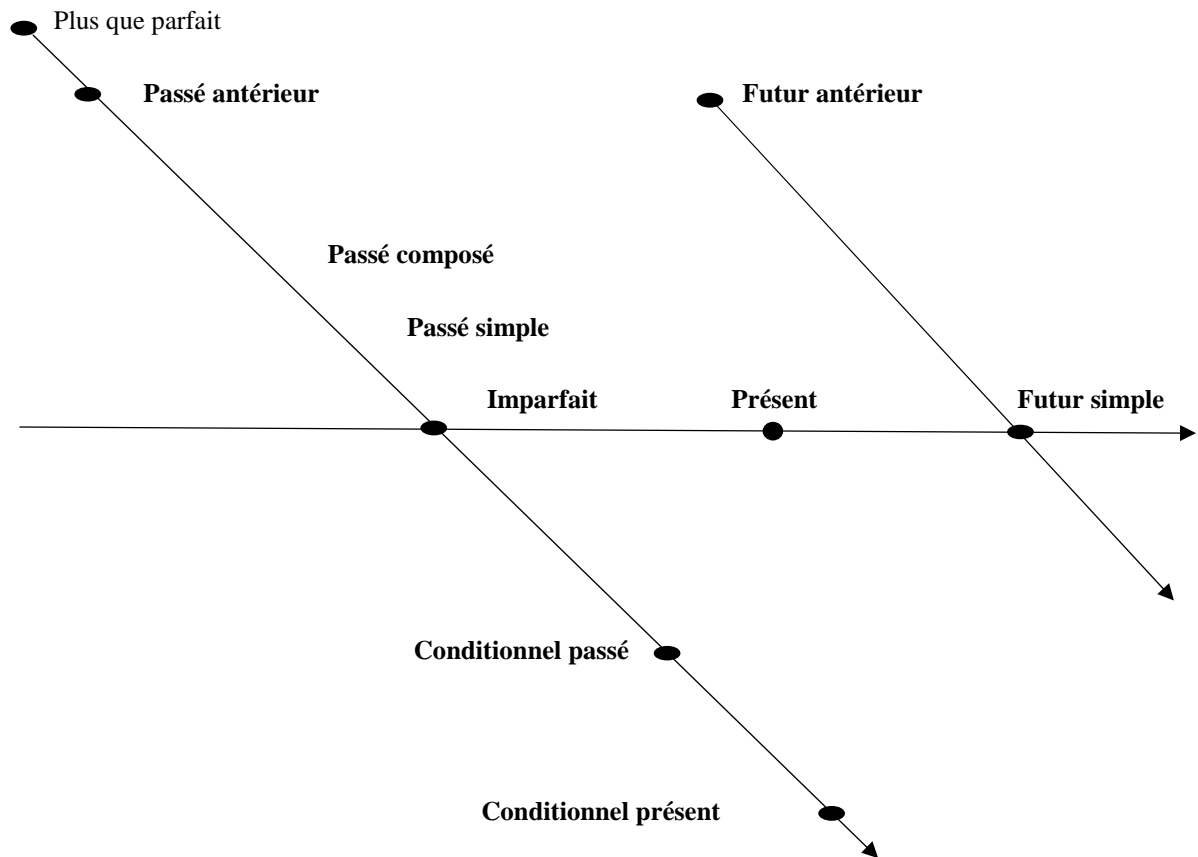 Plus que parfait
Passé antérieur
Futur antérieur
Passé composé
Passé simple
Imparfait
Présent
Futur simple
Conditionnel passé
Conditionnel présent